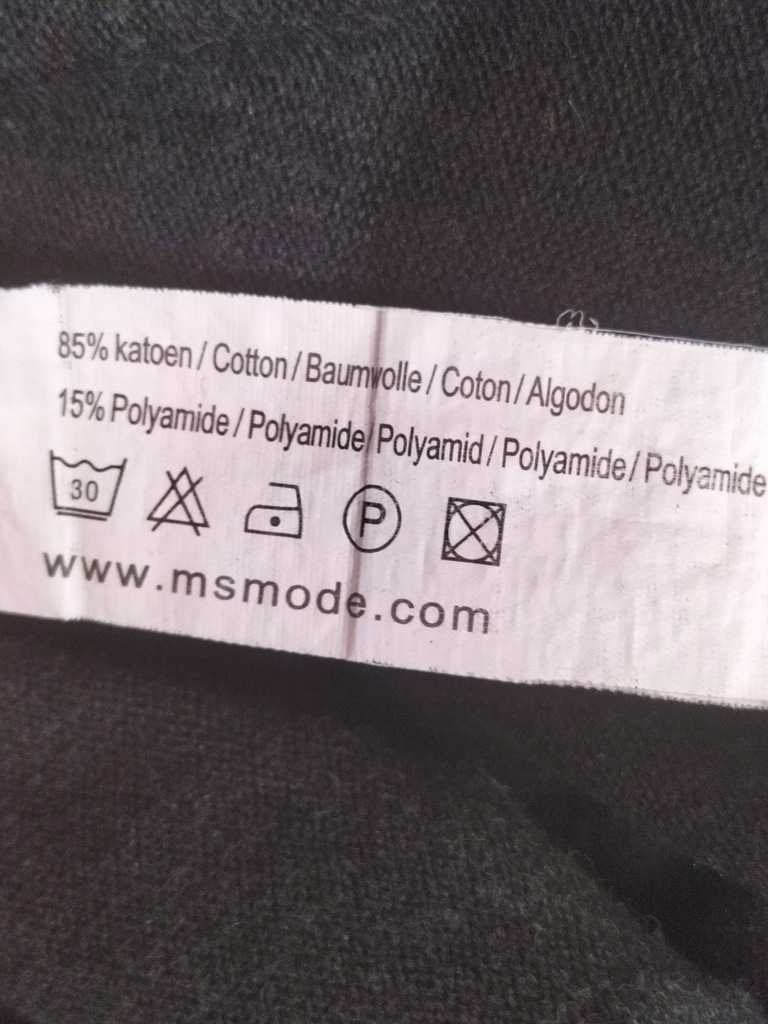 85% katoen / Cotton / Baumwolle / Coton / Algodon
15% Polyamide / Polyamide / Polyamid / Polyamide / Polyamide
30 P
www.msmode.com